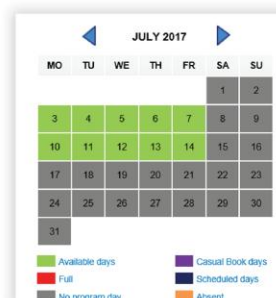 JULY 2017
MO TU WE TH FR SA SU
1 2
3 4 5 6 7 8 9
10 11 12 13 14 15 16
17 18 19 20 21 22 23
24 25 26 27 28 29 30
31
Available days Casual Book days
Full Scheduled days
No program day Absent